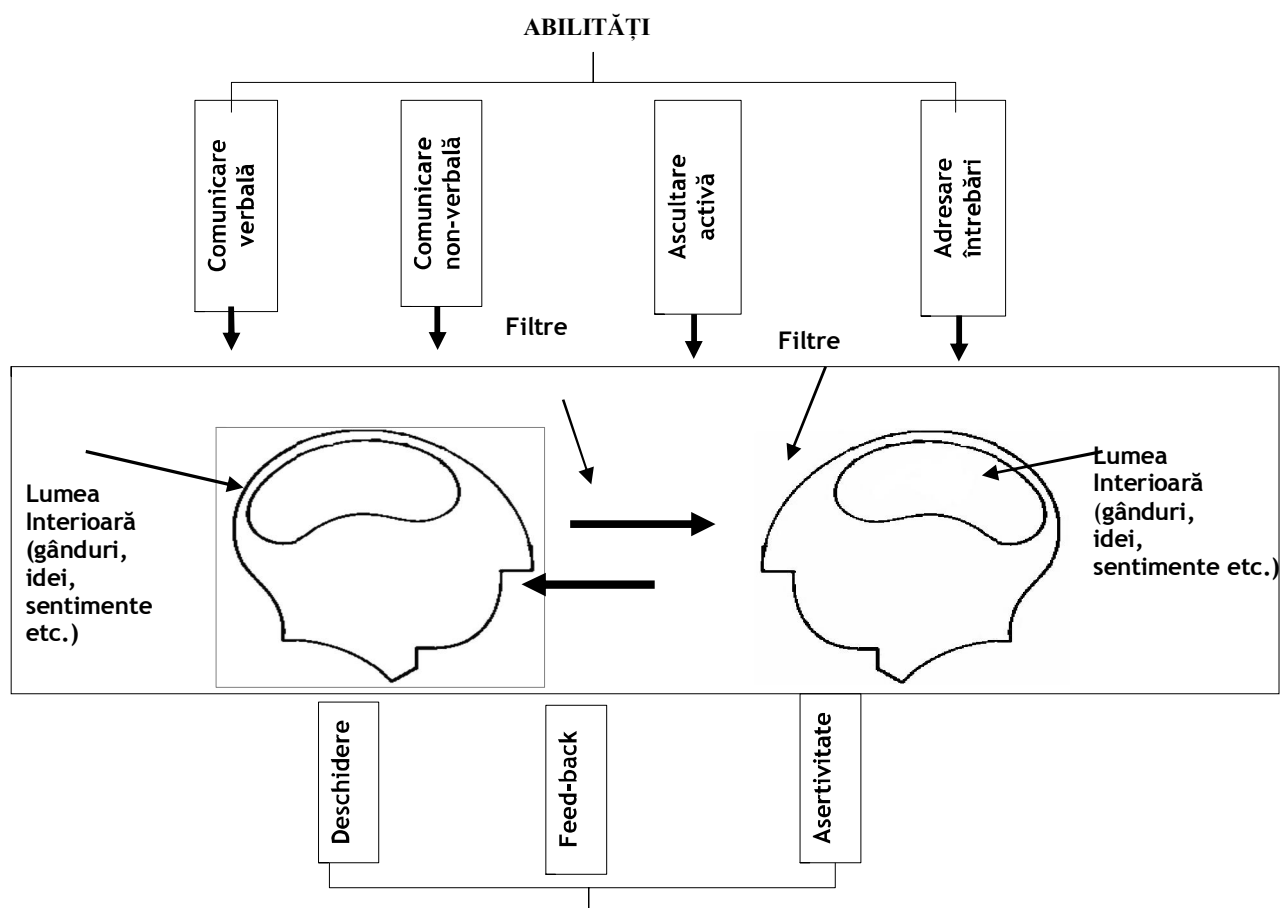 ABILITĂȚI
Comunicare
verbală
Comunicare
non-verbală
Ascultare
activă
Adresare
întrebări
Filtre
Filtre
Lumea
Interioară
(gânduri,
idei,
sentimente
etc.)
Lumea
Interioară
(gânduri,
idei,
sentimente etc.)
Deschidere
Feed-back
Asertivitate